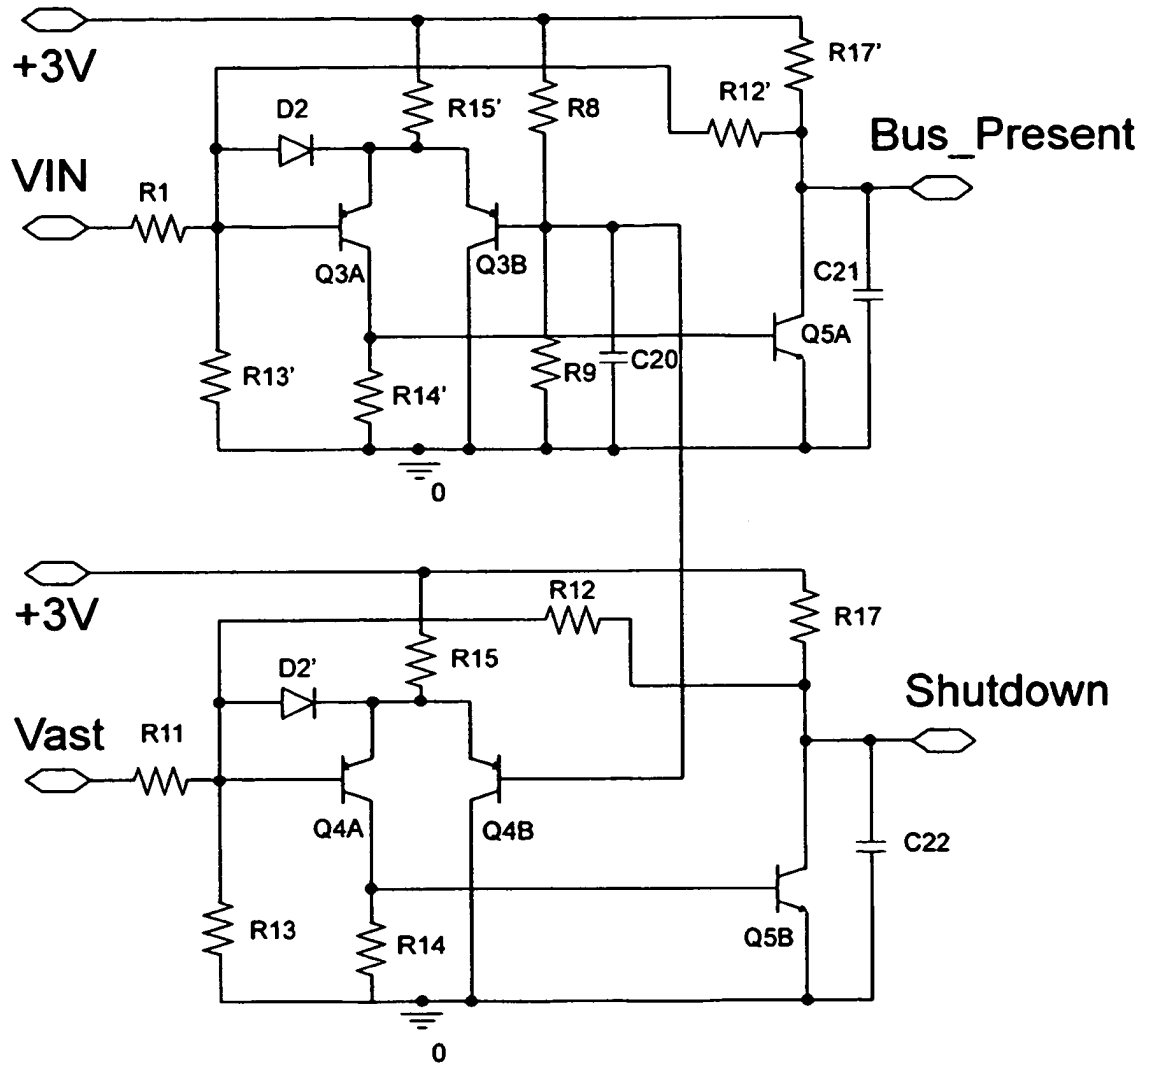 +3V
R17'
D2
R15'
R8
R12'
Bus_Present
VIN
R1
Q3A
Q3B
C21
Q5A
R13'
R14'
R9
C20
0
+3V
R12
R17
D2'
R15
Shutdown
Vast
R11
Q4A
Q4B
C22
R13
R14
Q5B
0